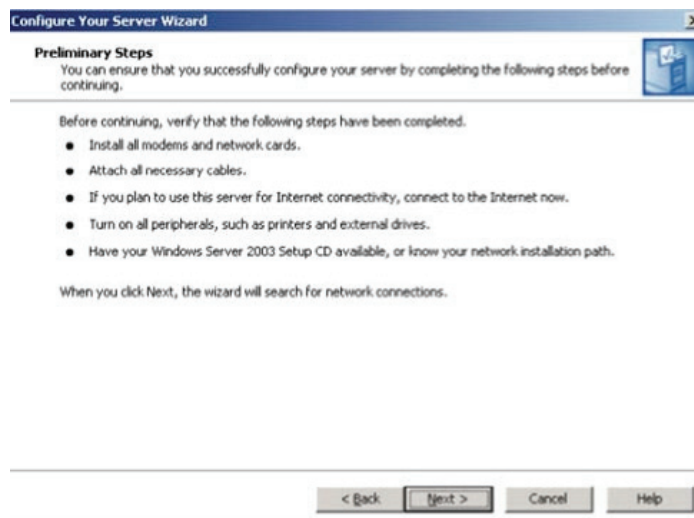 Configure Your Server Wizard
Preliminary Steps
You can ensure that you successfully configure your server by completing the following steps before
continuing.
Before continuing, verify that the following steps have been completed.
● Install all modems and network cards.
● Attach all necessary cables.
● If you plan to use this server for Internet connectivity, connect to the Internet now.
● Turn on all peripherals, such as printers and external drives.
● Have your Windows Server 2003 Setup CD available, or know your network installation path.
When you click Next, the wizard will search for network connections.
< Back Next > Cancel Help